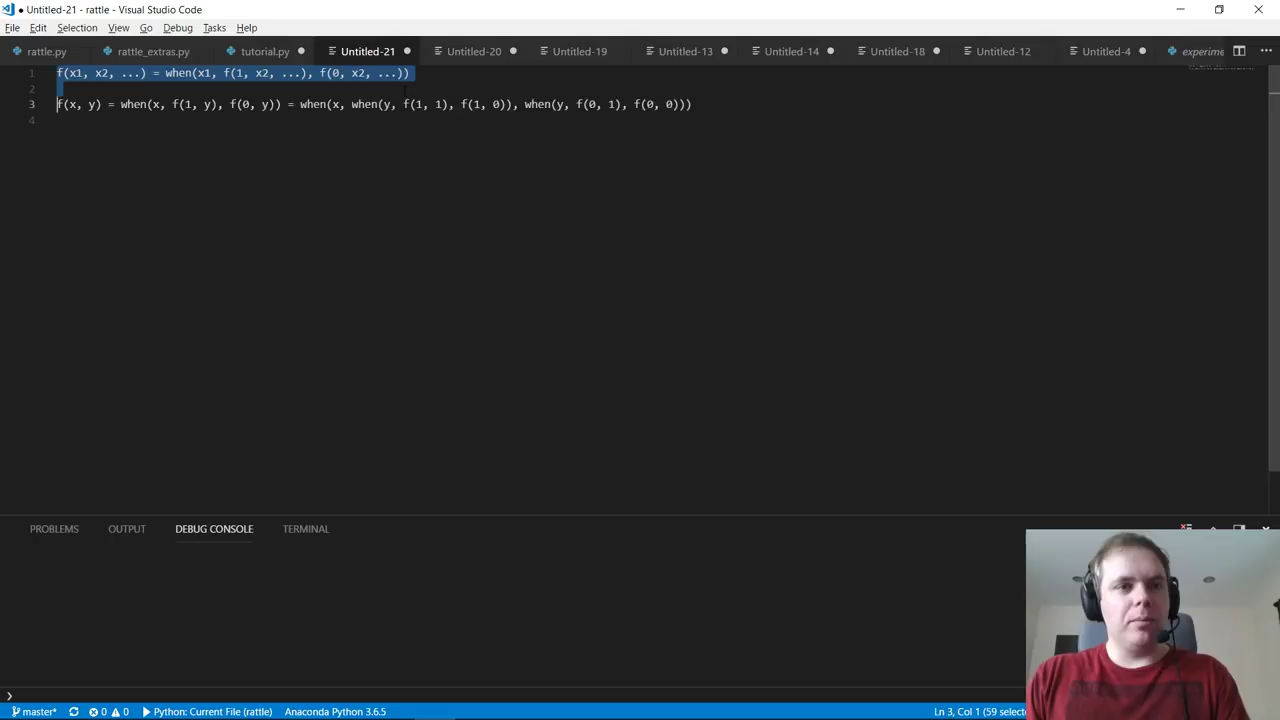 ● Untitled-21 - rattle - Visual Studio Code
File Edit Selection View Go Debug Tasks Help
rattle.py rattle_extras.py tutorial.py Untitled-21 Untitled-20 Untitled-19 Untitled-13 Untitled-14 Untitled-18 Untitled-12 Untitled-4 experime
1 f(x1, x2, ...) = when(x1, f(1, x2, ...), f(0, x2, ...))
2
3 f(x, y) = when(x, f(1, y), f(0, y)) = when(x, when(y, f(1, 1), f(1, 0)), when(y, f(0, 1), f(0, 0)))
4
PROBLEMS OUTPUT DEBUG CONSOLE TERMINAL
master* 0 0 Python: Current File (rattle) Anaconda Python 3.6.5 Ln 3, Col 1 (59 selecte